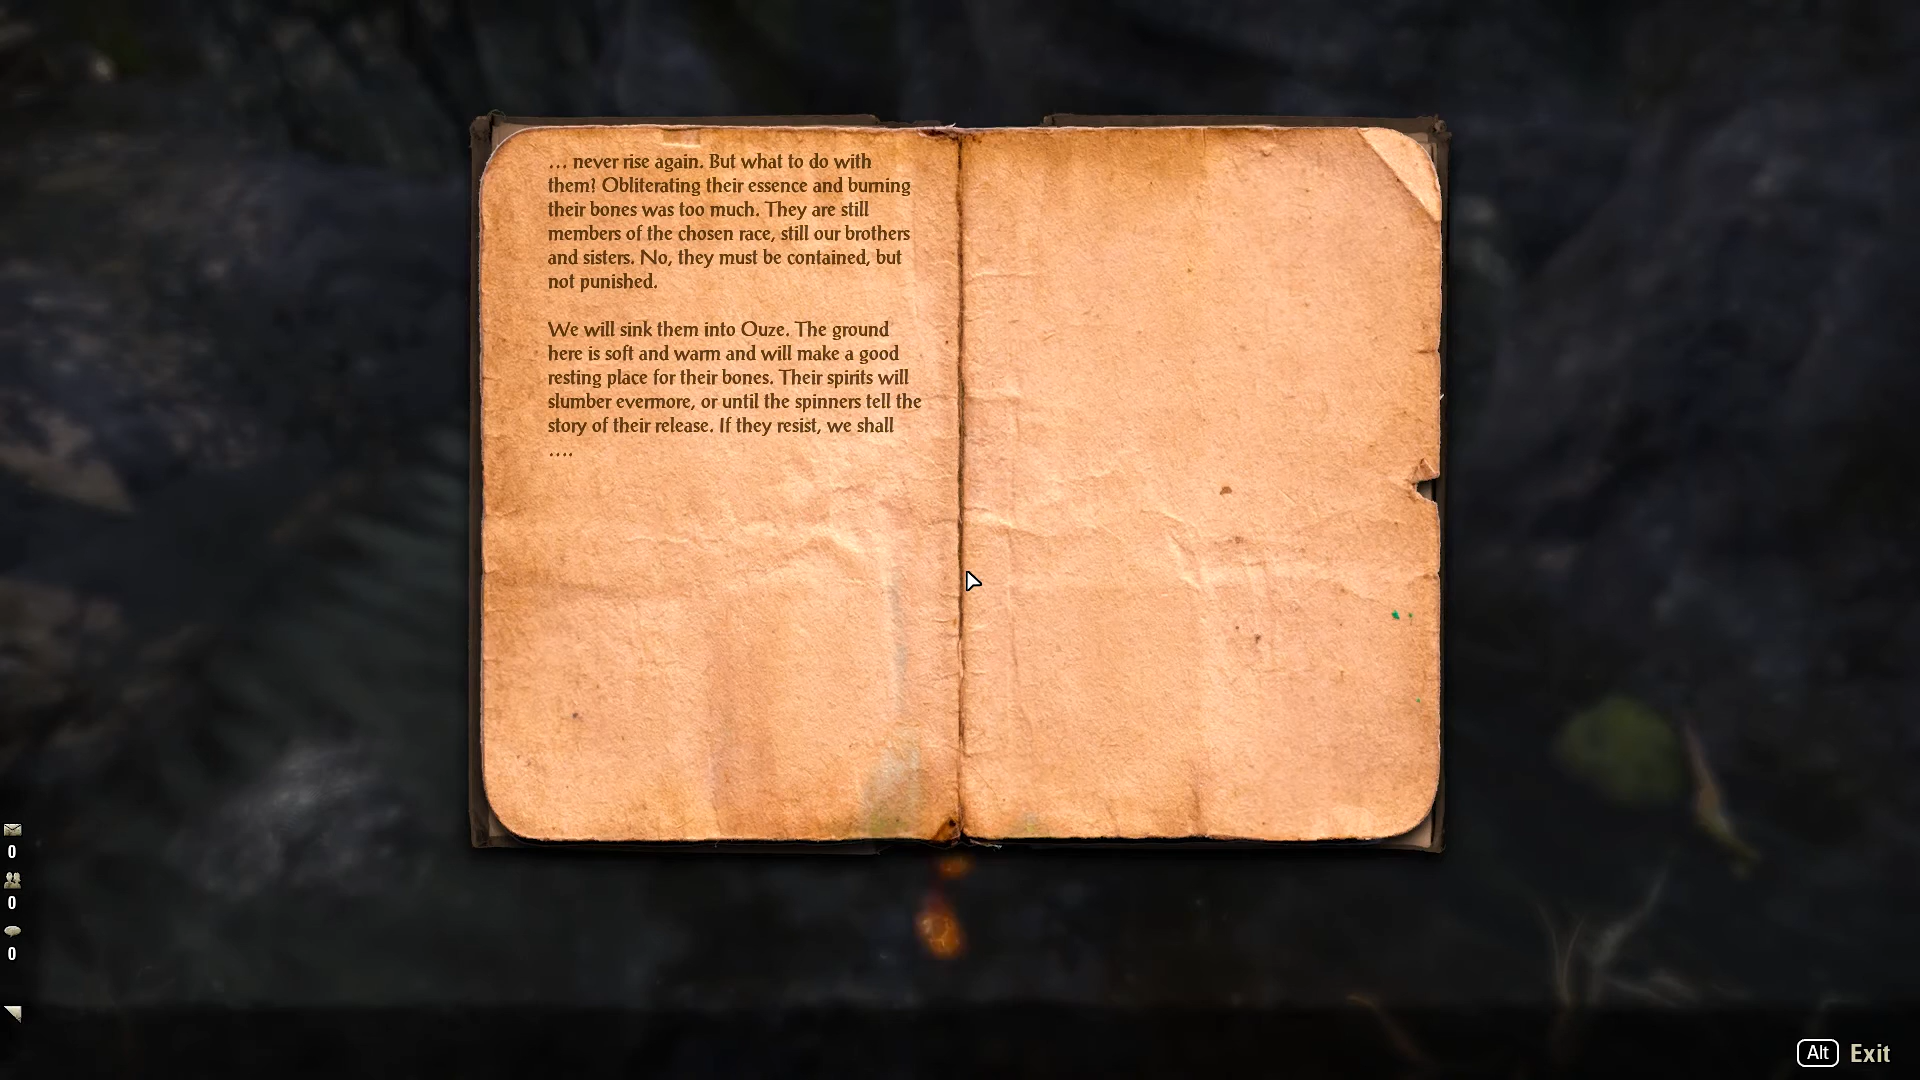 … never rise again. But what to do with
them? Obliterating their essence and burning
their bones was too much. They are still
members of the chosen race, still our brothers
and sisters. No, they must be contained, but
not punished.
We will sink them into Ouze. The ground
here is soft and warm and will make a good
resting place for their bones. Their spirits will
slumber evermore, or until the spinners tell the
story of their release. If they resist, we shall
….
0
0
0
Alt Exit